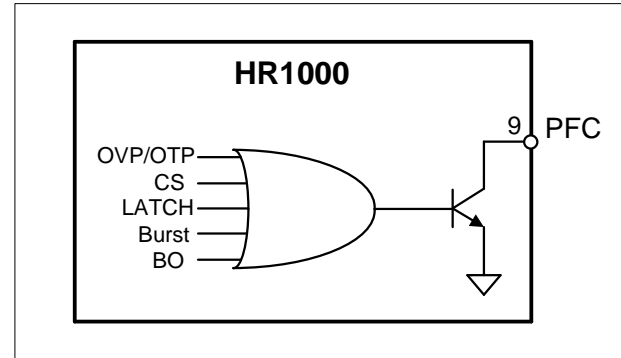 HR1000
9 PFC
OVP/OTP
CS
LATCH
Burst
BO